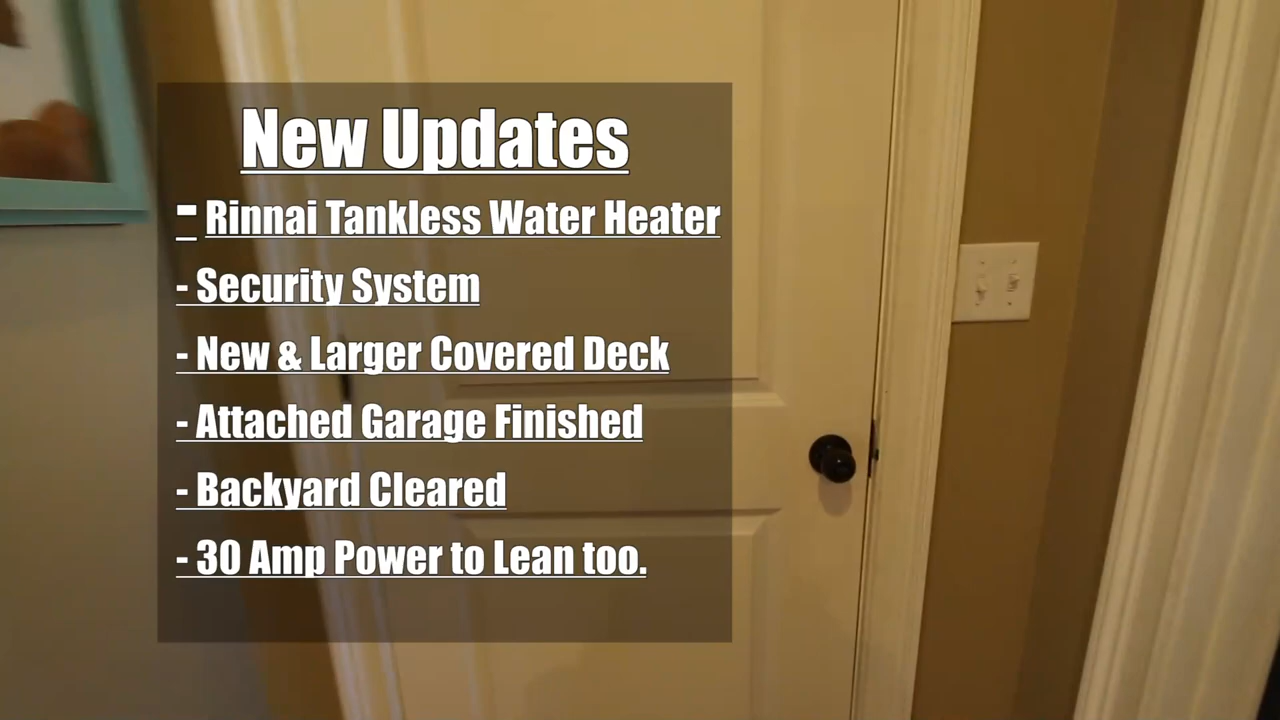 New Updates
- Rinnai Tankless Water Heater
- Security System
- New & Larger Covered Deck
- Attached Garage Finished
- Backyard Cleared
- 30 Amp Power to Lean too.